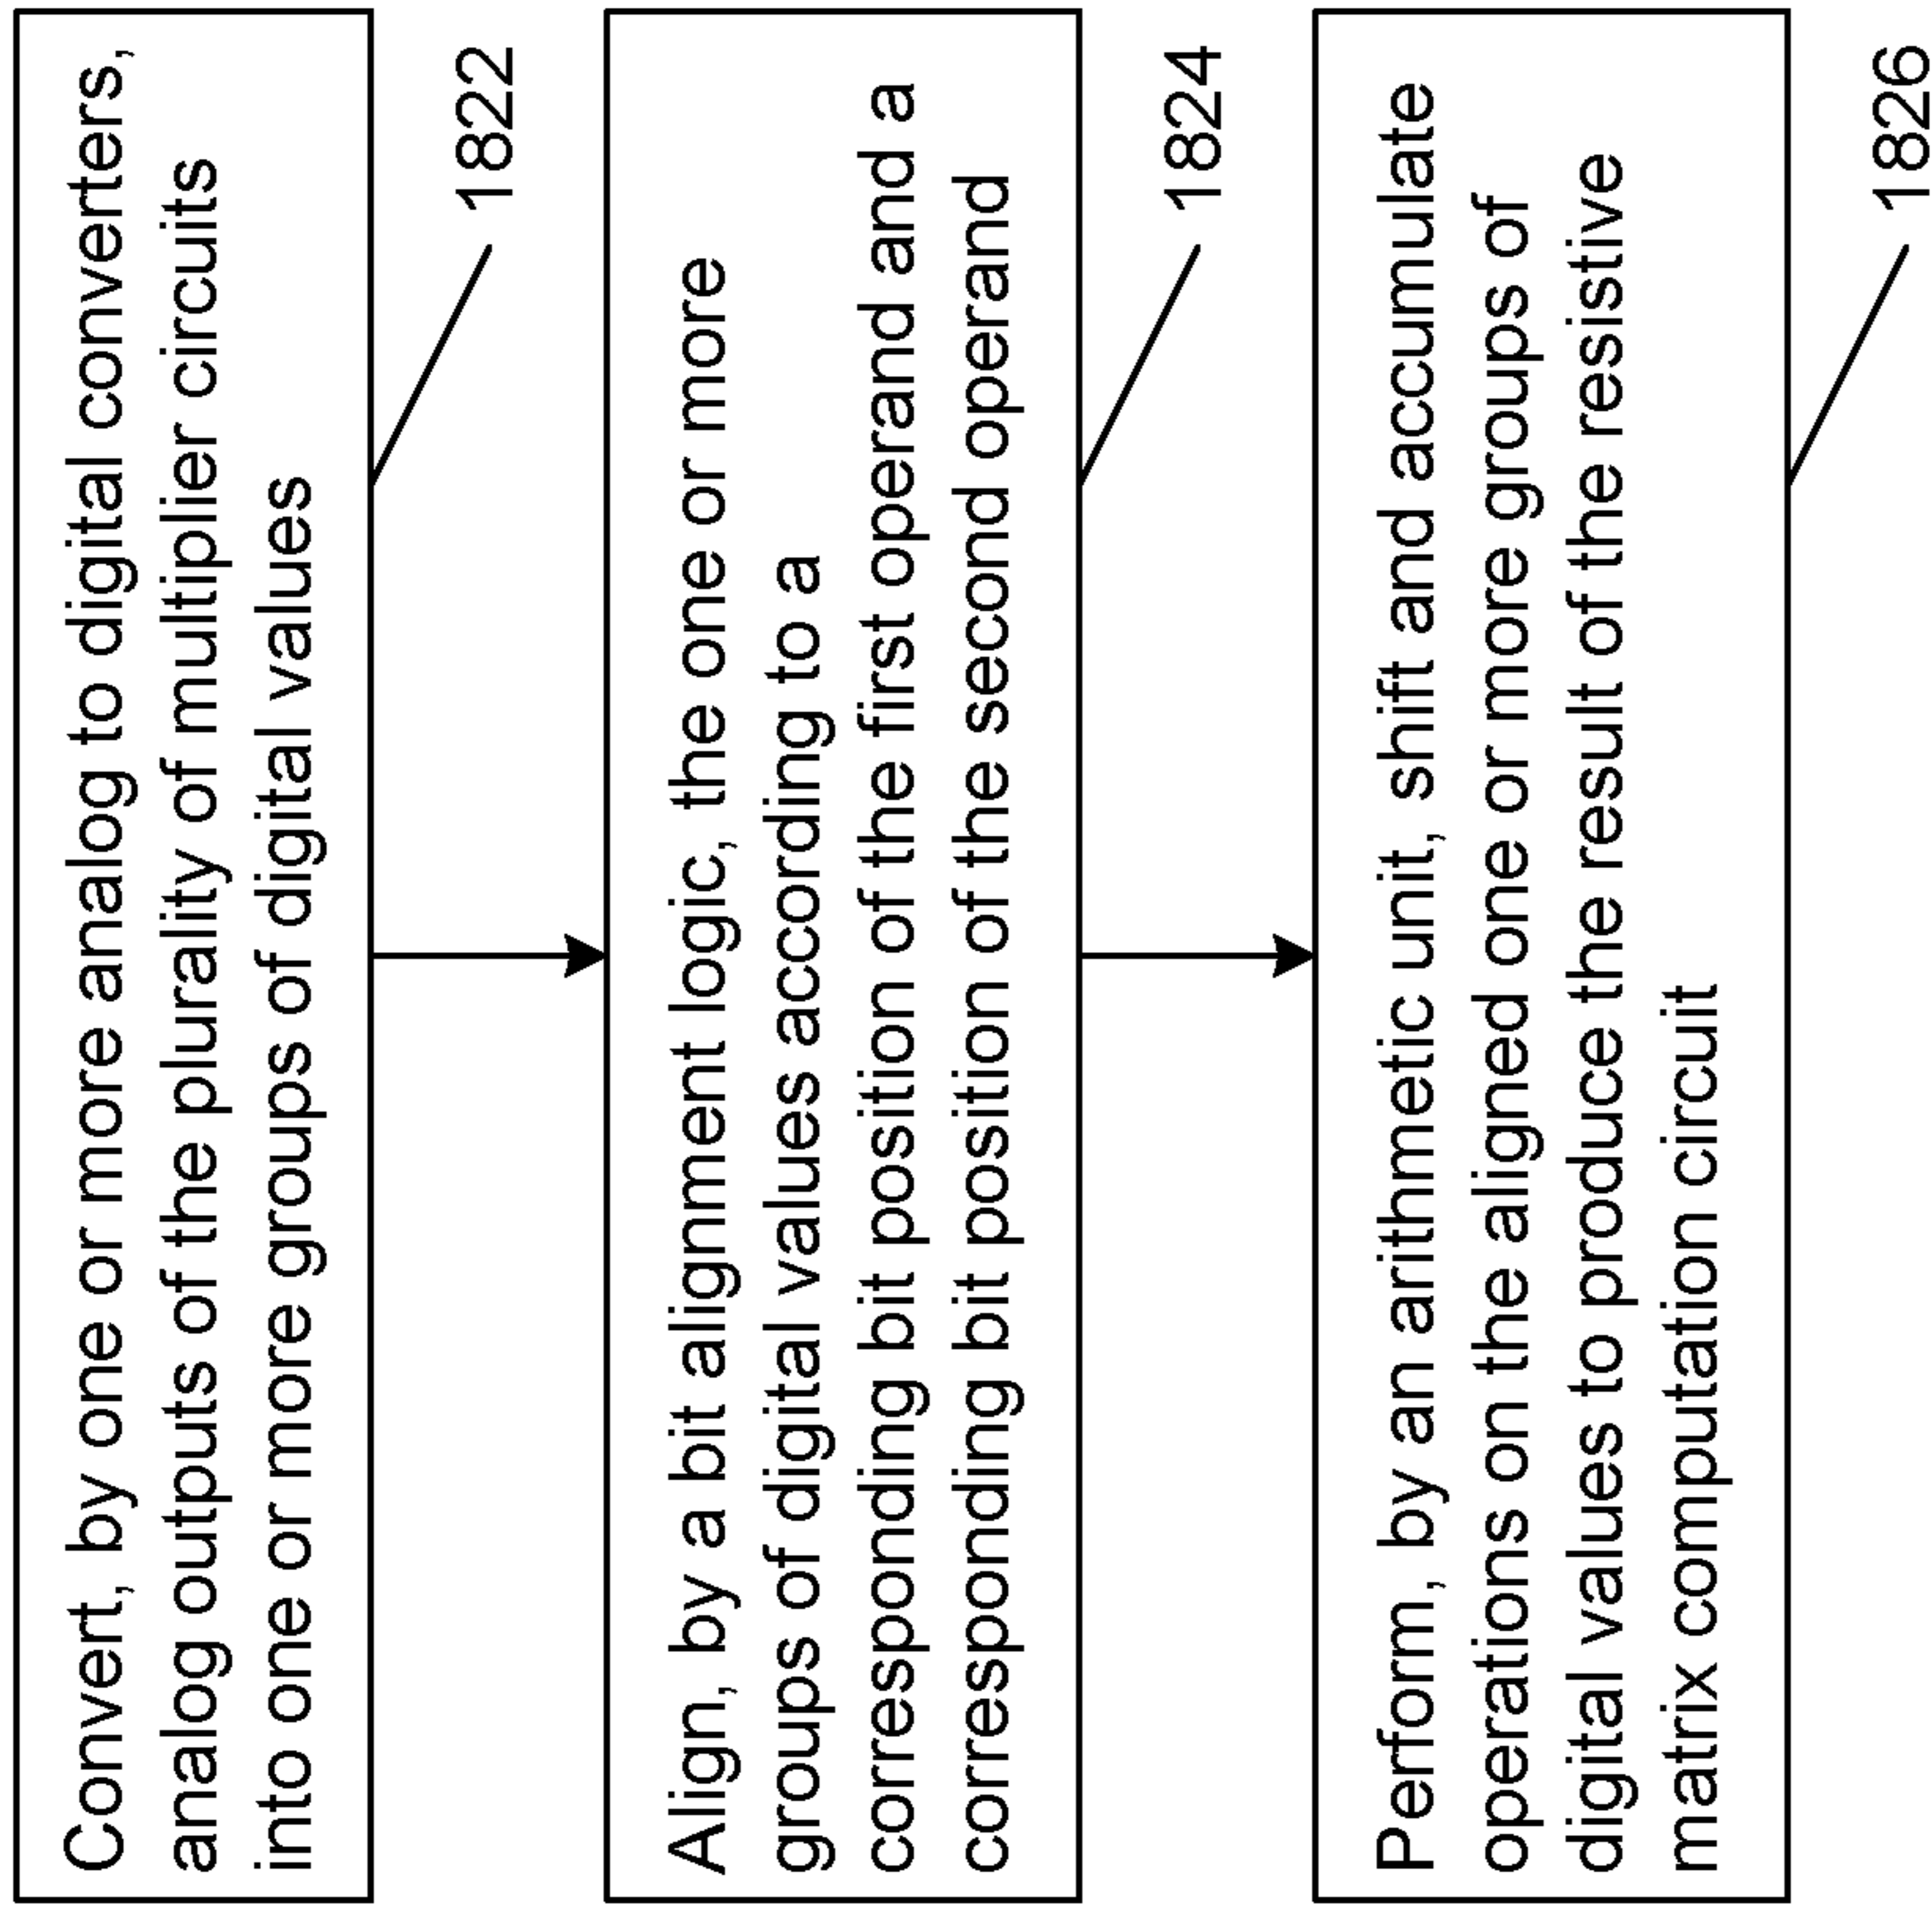 Convert, by one or more analog to digital converters,
analog outputs of the plurality of multiplier circuits
into one or more groups of digital values
1822
Align, by a bit alignment logic, the one or more
groups of digital values according to a
corresponding bit position of the first operand and a
corresponding bit position of the second operand
1824
Perform, by an arithmetic unit, shift and accumulate
operations on the aligned one or more groups of
digital values to produce the result of the resistive
matrix computation circuit
1826